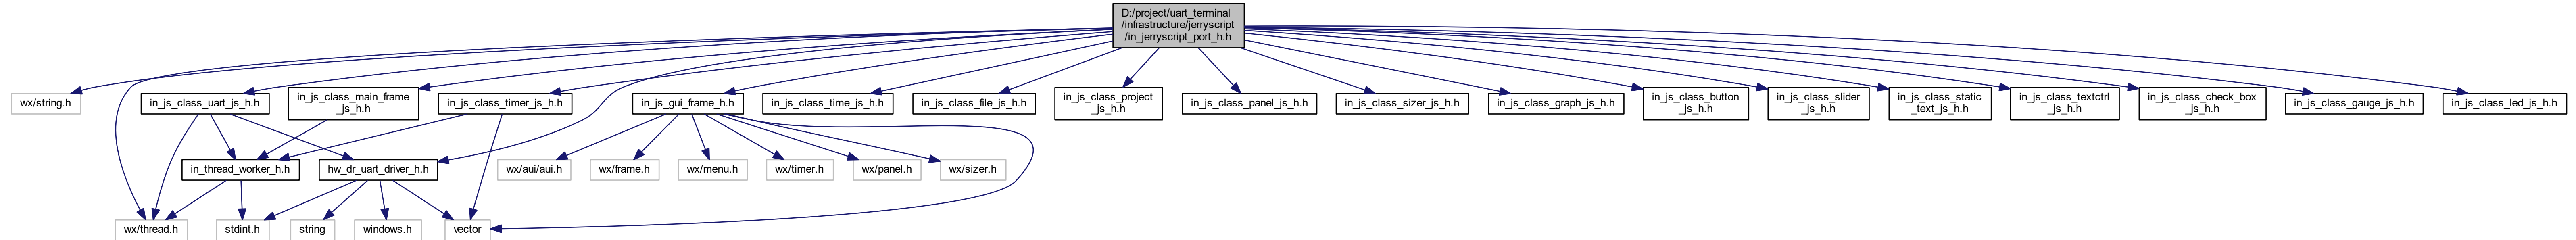 D:/project/uart_terminal
/infrastructure/jerryscript
/in_jerryscript_port_h.h
wx/string.h
in_js_class_uart_js_h.h
in_js_class_main_frame
_js_h.h
in_js_class_timer_js_h.h
in_js_gui_frame_h.h
in_js_class_time_js_h.h
in_js_class_file_js_h.h
in_js_class_project
_js_h.h
in_js_class_panel_js_h.h
in_js_class_sizer_js_h.h
in_js_class_graph_js_h.h
in_js_class_button
_js_h.h
in_js_class_slider
_js_h.h
in_js_class_static
_text_js_h.h
in_js_class_textctrl
_js_h.h
in_js_class_check_box
_js_h.h
in_js_class_gauge_js_h.h
in_js_class_led_js_h.h
in_thread_worker_h.h
hw_dr_uart_driver_h.h
wx/aui/aui.h
wx/frame.h
wx/menu.h
wx/timer.h
wx/panel.h
wx/sizer.h
wx/thread.h
stdint.h
string
windows.h
vector